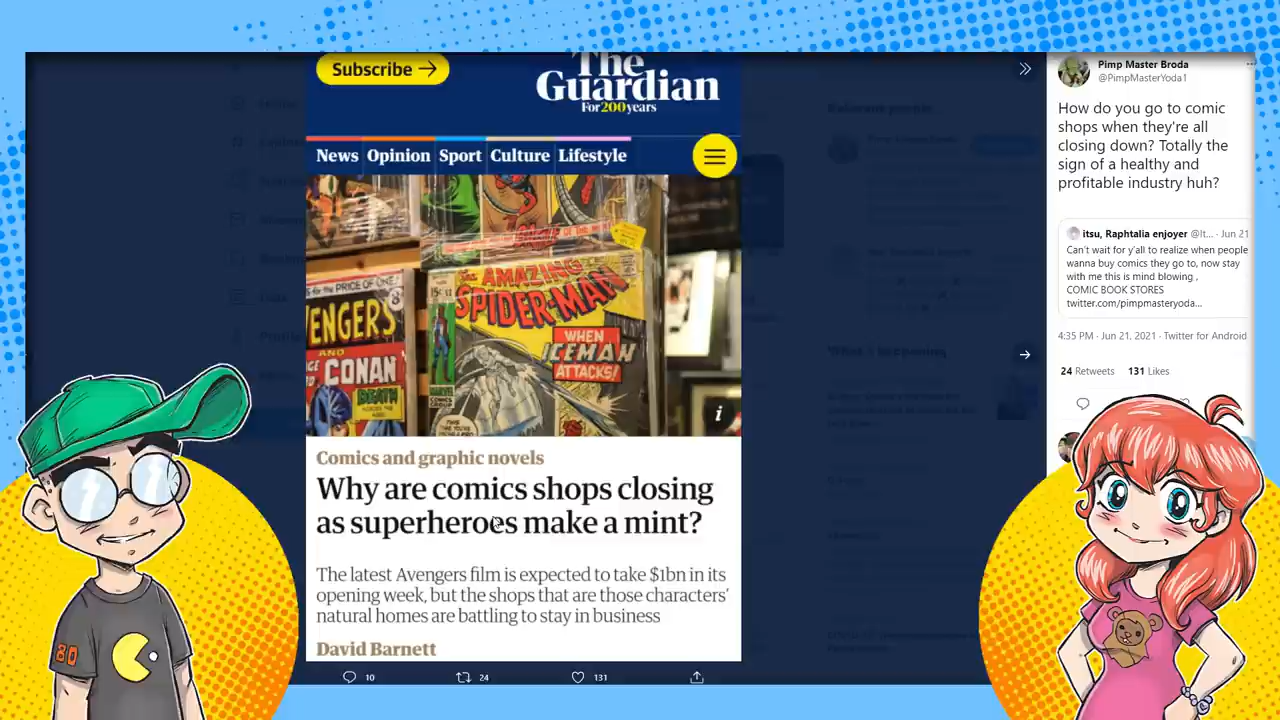 Subscribe →
The
Guardian
For 200 years
News
Opinion
Sport
Culture
Lifestyle
AMAZING
SPIDER-MAN
WHEN
ICEMAN
ATTACKS!
VENGERS
AND
CONAN
DEATH
Comics and graphic novels
Why are comics shops closing
as superheroes make a mint?
The latest Avengers film is expected to take $1bn in its
opening week, but the shops that are those characters'
natural homes are battling to stay in business
David Barnett
10
24
131
Pimp Master Broda
@PimpMasterYoda1
How do you go to comic
shops when they're all
closing down? Totally the
sign of a healthy and
profitable industry huh?
itsu, Raphtalia enjoyer @It... · Jun 21
Can't wait for y'all to realize when people
wanna buy comics they go to, now stay
with me this is mind blowing ,
COMIC BOOK STORES
twitter.com/pimpmasteryoda...
4:35 PM · Jun 21, 2021 · Twitter for Android
24 Retweets 131 Likes
80